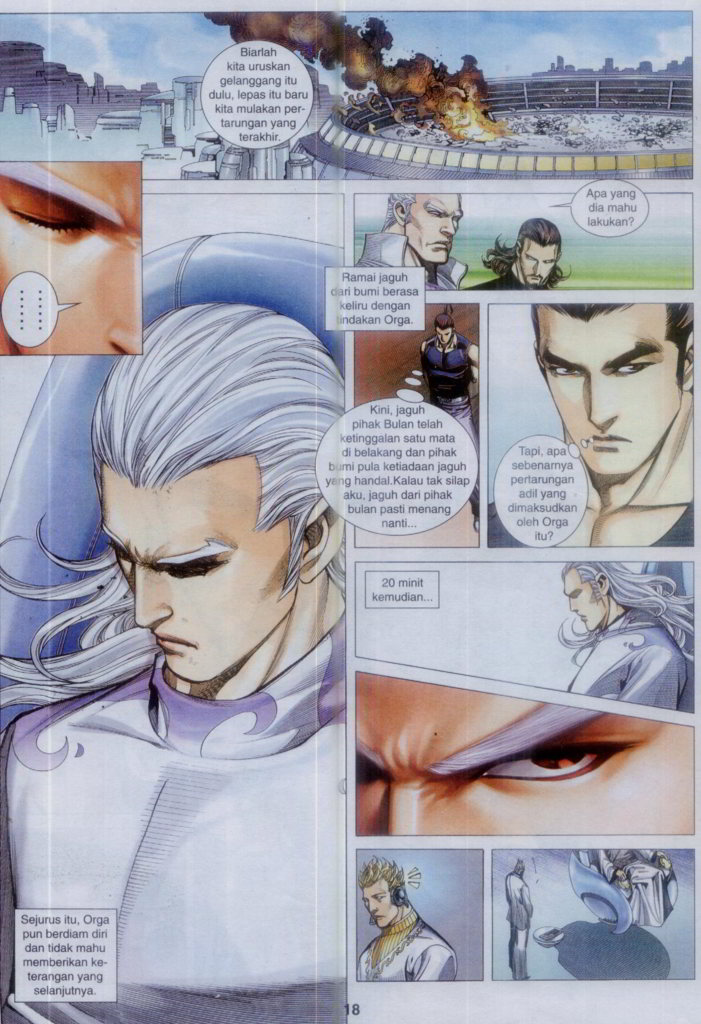 Biarlah
kita uruskan
gelanggang itu
dulu, lepas itu baru
kita mulakan per-
tarungan yang
terakhir.
Apa yang
dia mahu
lakukan?
Ramai jaguh
dari bumi berasa
keliru dengan
tindakan Orga.
Kini, jaguh
pihak Bulan telah
ketinggalan satu mata
di belakang dan pihak
bumi pula ketiadaan jaguh
yang handal.Kalau tak silap
aku, jaguh dari pihak
bulan pasti menang
nanti...
Tapi, apa
sebenarnya
pertarungan
adil yang
dimaksudkan
oleh Orga
itu?
Sejurus itu, Orga
pun berdiam diri
dan tidak mahu
memberikan ke-
terangan yang
selanjutnya.
20 minit
kemudian...
18